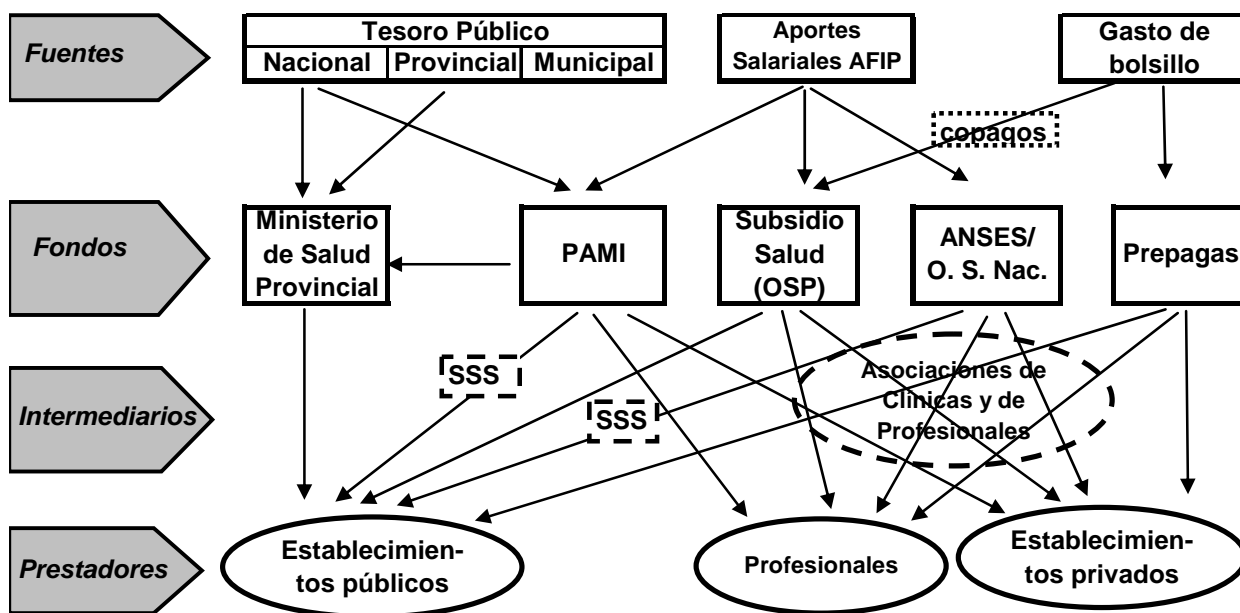 Fuentes
Tesoro Público
Nacional
Provincial
Municipal
Aportes
Salariales AFIP
Gasto de
bolsillo
copagos
Fondos
Ministerio
de Salud
Provincial
PAMI
Subsidio
Salud
(OSP)
ANSES/
O. S. Nac.
Prepagas
Intermediarios
SSS
SSS
Asociaciones de
Clínicas y de
Profesionales
Prestadores
Establecimien-
tos públicos
Profesionales
Establecimien-
tos privados